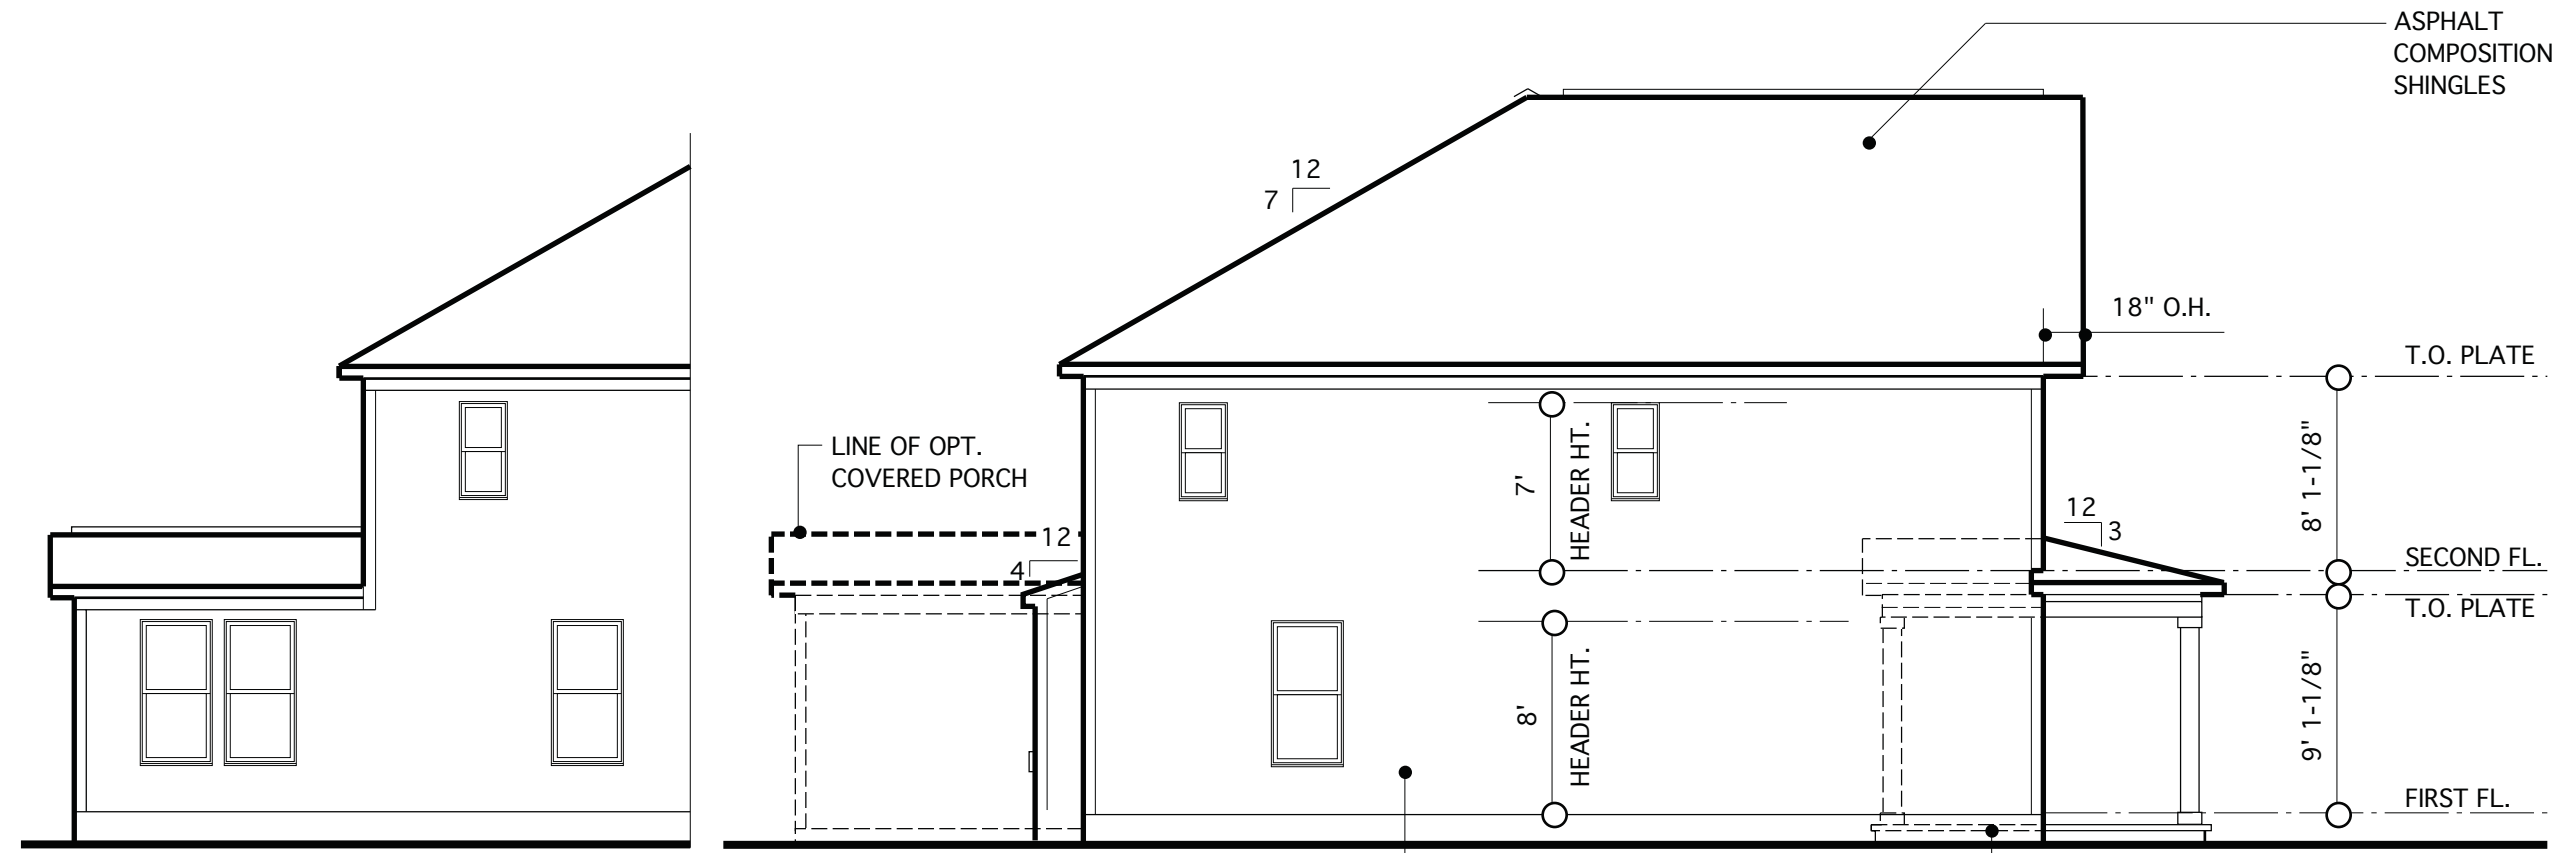 ASPHALT
COMPOSITION
SHINGLES
12
7
18" O.H.
T.O. PLATE
LINE OF OPT.
COVERED PORCH
7'
HEADER HT.
8' 1-1/8"
12
4
12
3
SECOND FL.
T.O. PLATE
8'
HEADER HT.
9' 1-1/8"
FIRST FL.